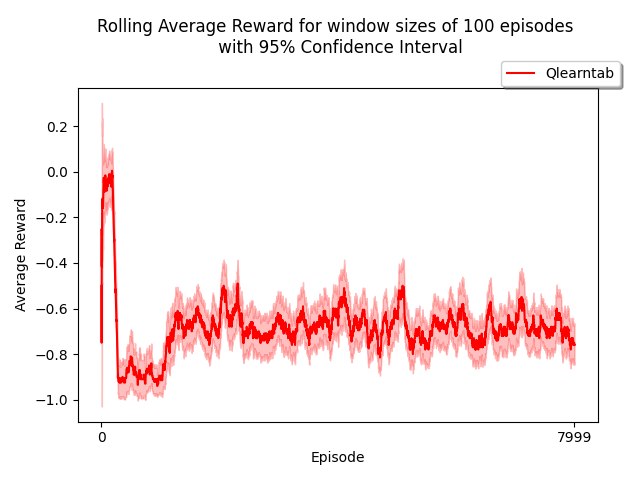 Rolling Average Reward for window sizes of 100 episodes
with 95% Confidence Interval
Qlearntab
0.2
0.0
−0.2
−0.4
−0.6
−0.8
−1.0
Average Reward
0
7999
Episode